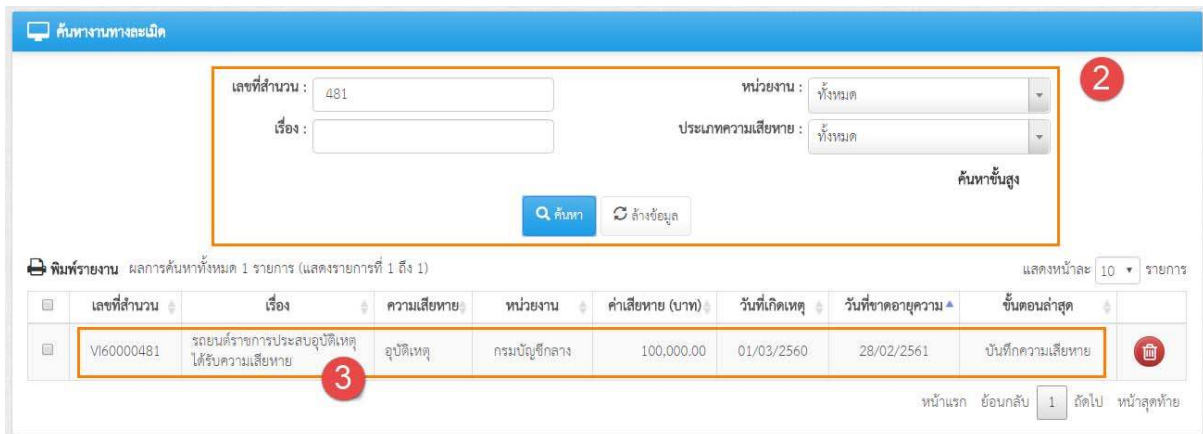 ค้นหางานทางละเมิด
เลขที่สำนวน : 481 หน่วยงาน : ทั้งหมด 2
เรื่อง : ประเภทความเสียหาย : ทั้งหมด
ค้นหาขั้นสูง
ค้นหา ล้างข้อมูล
พิมพ์รายงาน ผลการค้นหาทั้งหมด 1 รายการ (แสดงรายการที่ 1 ถึง 1) แสดงหน้าละ 10 รายการ
เลขที่สำนวน เรื่อง ความเสียหาย หน่วยงาน ค่าเสียหาย (บาท) วันที่เกิดเหตุ วันที่ขาดอายุความ ขั้นตอนล่าสุด
VI60000481 รถยนต์ราชการประสบอุบัติเหตุ อุบัติเหตุ กรมบัญชีกลาง 100,000.00 01/03/2560 28/02/2561 บันทึกความเสียหาย
ได้รับความเสียหาย
3
หน้าแรก ย้อนกลับ 1 ถัดไป หน้าสุดท้าย